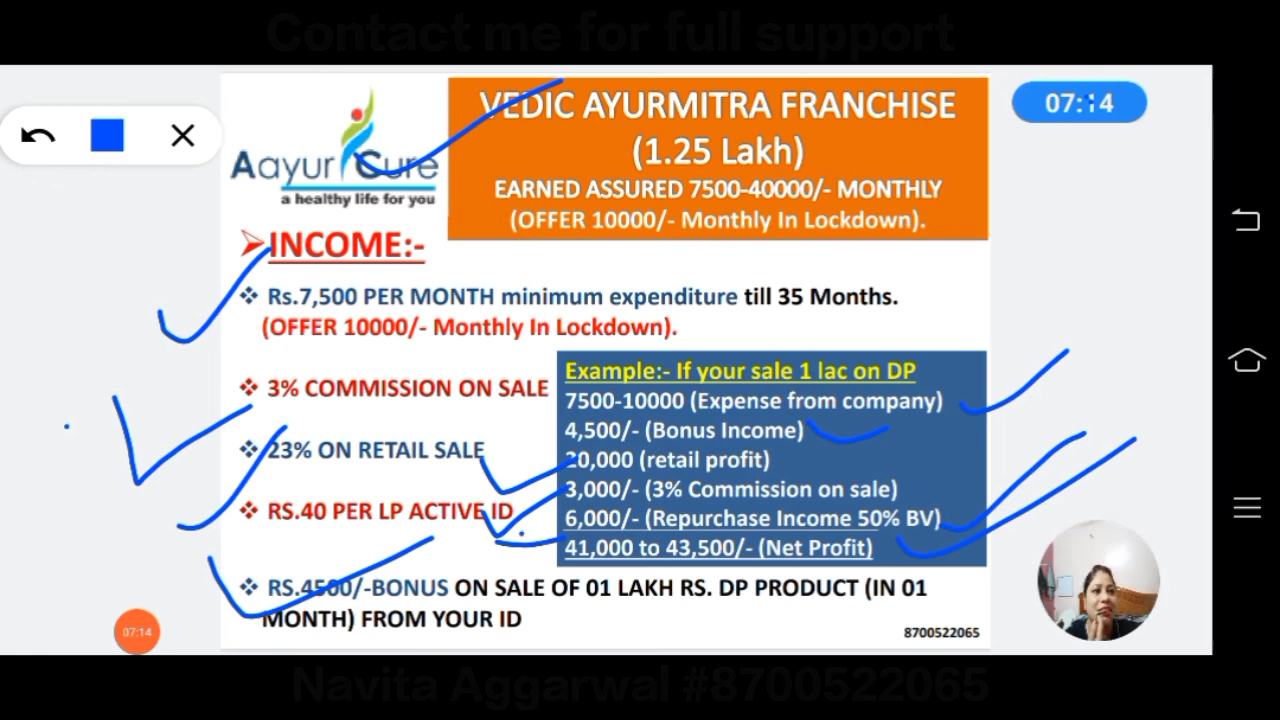 Contact me for full support
VEDIC AYURMITRA FRANCHISE
(1.25 Lakh)
EARNED ASSURED 7500-40000/- MONTHLY
(OFFER 10000/- Monthly In Lockdown).
07:14
Aayur Cure
a healthy life for you
➢INCOME:-
❖ Rs.7,500 PER MONTH minimum expenditure till 35 Months.
(OFFER 10000/- Monthly In Lockdown).
❖ 3% COMMISSION ON SALE
❖ 23% ON RETAIL SALE
❖ RS.40 PER LP ACTIVE ID
Example:- If your sale 1 lac on DP
7500-10000 (Expense from company)
4,500/- (Bonus Income)
20,000 (retail profit)
3,000/- (3% Commission on sale)
6,000/- (Repurchase Income 50% BV)
41,000 to 43,500/- (Net Profit)
❖ RS.4500/-BONUS ON SALE OF 01 LAKH RS. DP PRODUCT (IN 01
MONTH) FROM YOUR ID
8700522065
07:14
Navita Aggarwal #8700522065